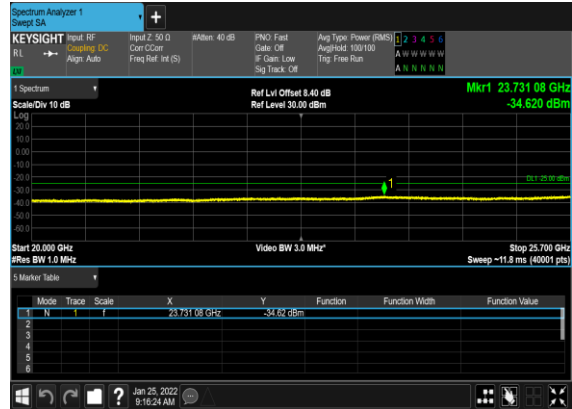 Spectrum Analyzer 1
Swept SA
+
KEYSIGHT Input: RF Input Z: 50 Ω #Atten: 40 dB PNO: Fast Avg Type: Power (RMS) 1 2 3 4 5 6
RL Coupling: DC Corr CCorr Gate: Off Avg|Hold: 100/100 A W W W W W
Align: Auto Freq Ref: Int (S) IF Gain: Low Trig: Free Run
LW Sig Track: Off A N N N N N
1 Spectrum Ref Lvl Offset 8.40 dB Mkr1 23.731 08 GHz
Scale/Div 10 dB Ref Level 30.00 dBm -34.620 dBm
Log
20.0
10.0
0.00
-10.0
-20.0 DL1 -25.00 dBm
-30.0 1
-40.0
-50.0
-60.0
Start 20.000 GHz Video BW 3.0 MHz* Stop 25.700 GHz
#Res BW 1.0 MHz Sweep ~11.8 ms (40001 pts)
5 Marker Table
Mode Trace Scale X Y Function Function Width Function Value
1 N 1 f 23.731 08 GHz -34.62 dBm
2
3
4
5
6
? Jan 25, 2022
9:16:24 AM